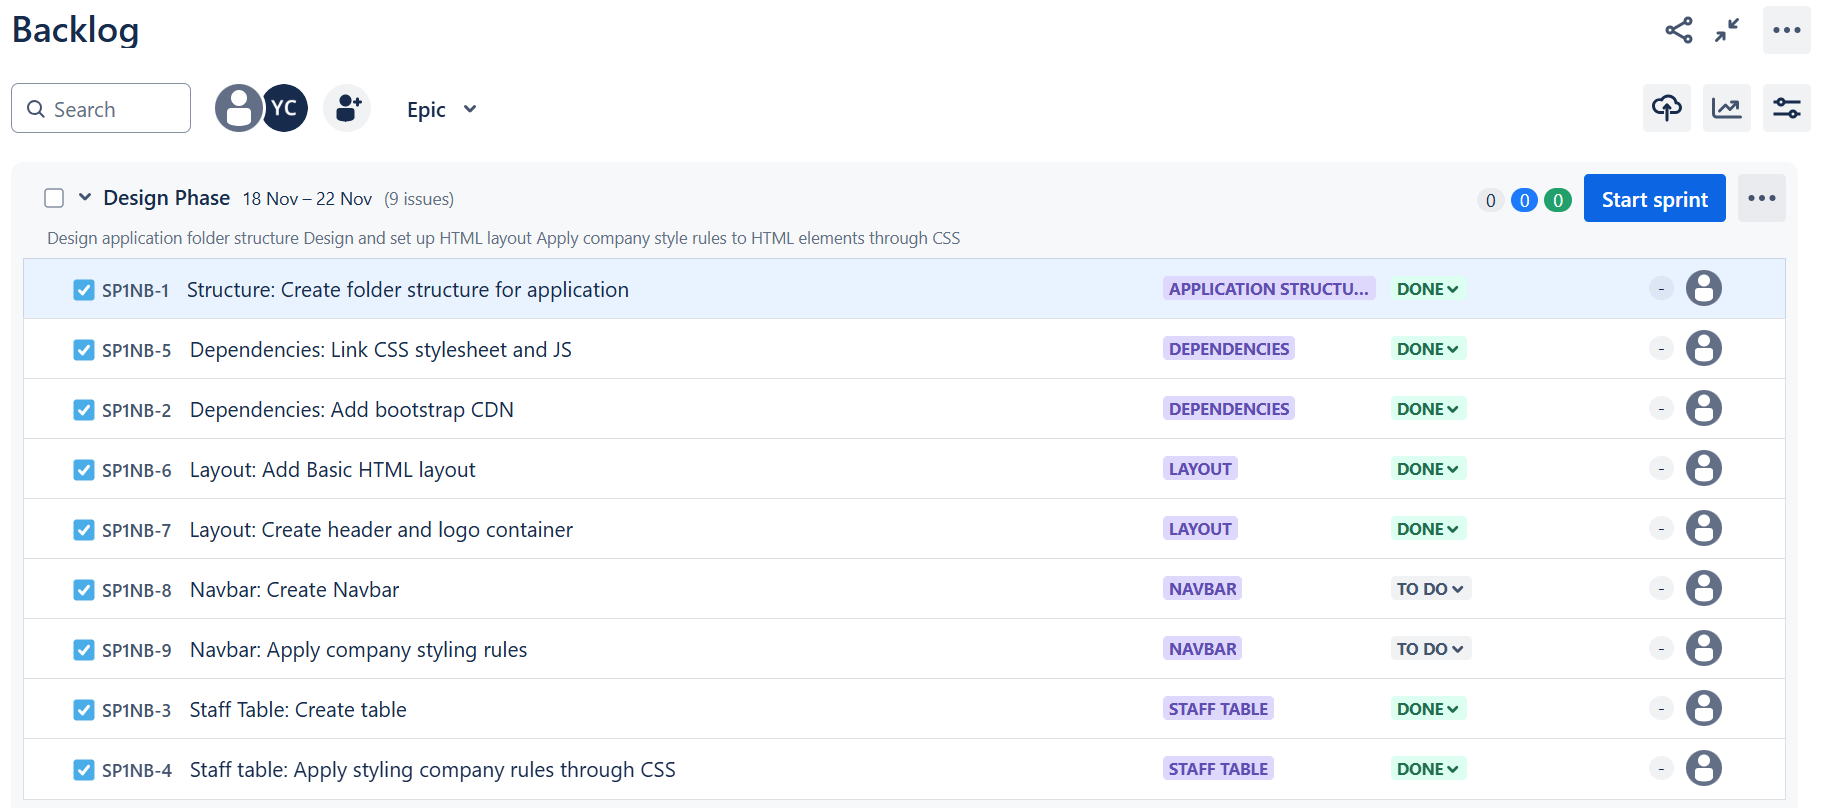 Backlog
Search
YC
Epic
Design Phase 18 Nov – 22 Nov (9 issues)
0 0 0 Start sprint
Design application folder structure Design and set up HTML layout Apply company style rules to HTML elements through CSS
SP1NB-1 Structure: Create folder structure for application APPLICATION STRUCTU... DONE -
SP1NB-5 Dependencies: Link CSS stylesheet and JS DEPENDENCIES DONE -
SP1NB-2 Dependencies: Add bootstrap CDN DEPENDENCIES DONE -
SP1NB-6 Layout: Add Basic HTML layout LAYOUT DONE -
SP1NB-7 Layout: Create header and logo container LAYOUT DONE -
SP1NB-8 Navbar: Create Navbar NAVBAR TO DO -
SP1NB-9 Navbar: Apply company styling rules NAVBAR TO DO -
SP1NB-3 Staff Table: Create table STAFF TABLE DONE -
SP1NB-4 Staff table: Apply styling company rules through CSS STAFF TABLE DONE -